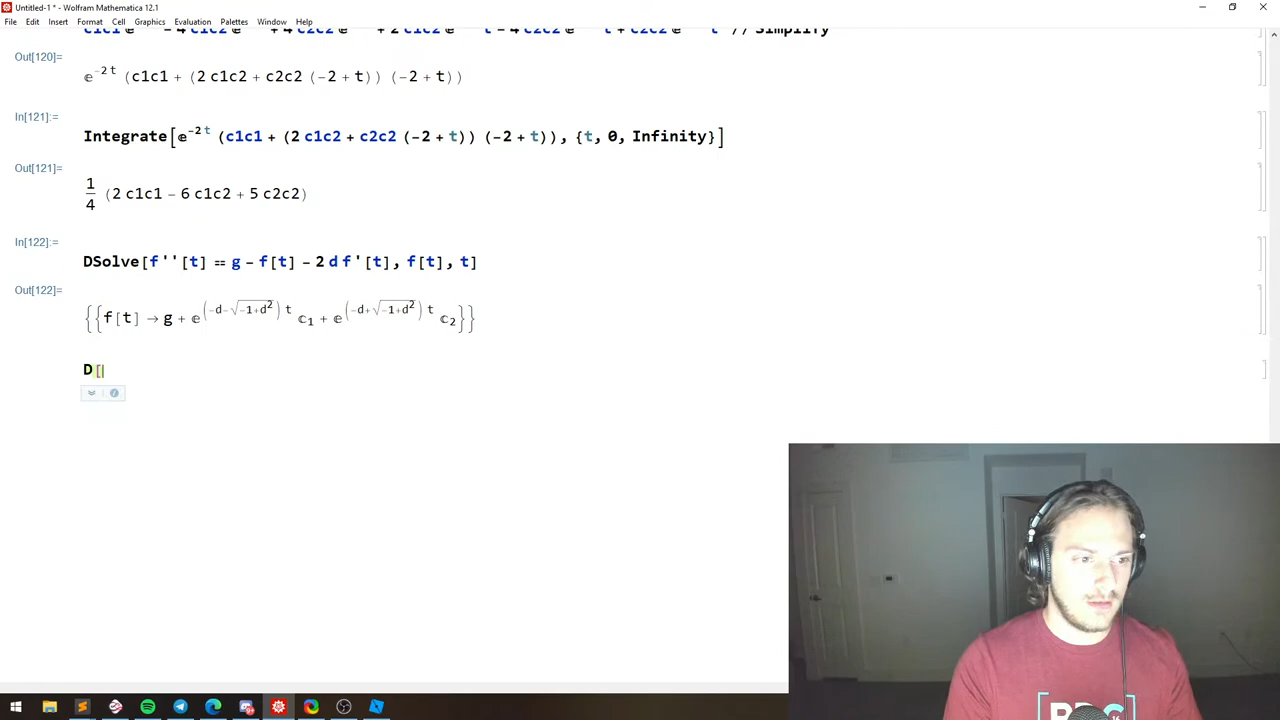 Untitled-1 * - Wolfram Mathematica 12.1
File Edit Insert Format Cell Graphics Evaluation Palettes Window Help
// Simplify
Out[120]=
ⅇ^(-2 t) (c1c1 + (2 c1c2 + c2c2 (-2 + t)) (-2 + t))
In[121]:=
Integrate[ⅇ^(-2 t) (c1c1 + (2 c1c2 + c2c2 (-2 + t)) (-2 + t)), {t, 0, Infinity}]
Out[121]=
1/4 (2 c1c1 - 6 c1c2 + 5 c2c2)
In[122]:=
DSolve[f''[t] == g - f[t] - 2 d f'[t], f[t], t]
Out[122]=
{{f[t] → g + ⅇ^((-d-√(-1+d²)) t) 𝕔₁ + ⅇ^((-d+√(-1+d²)) t) 𝕔₂}}
D[